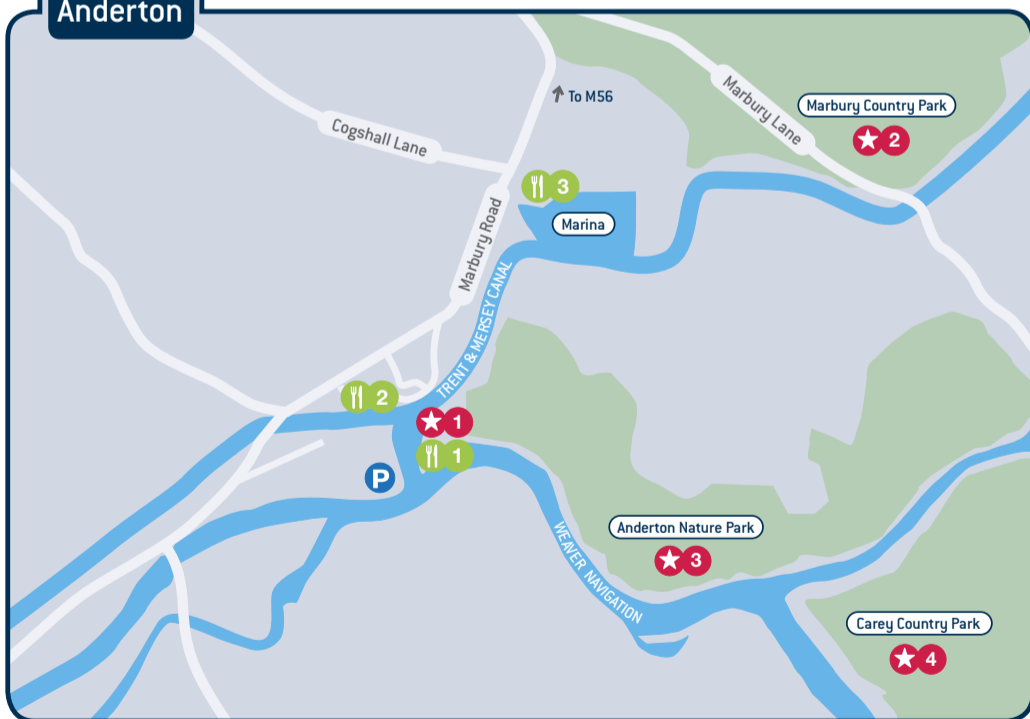 Anderton
To M56
Marbury Lane
Marbury Country Park
2
Cogshall Lane
3
Marbury Road
Marina
TRENT & MERSEY CANAL
2
1
1
P
Anderton Nature Park
3
WEAVER NAVIGATION
Carey Country Park
4